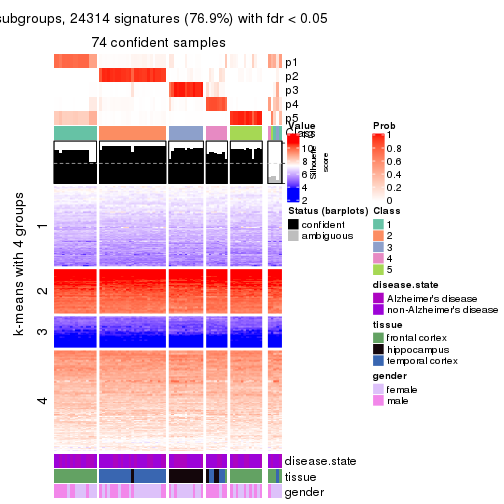 subgroups, 24314 signatures (76.9%) with fdr < 0.05
74 confident samples
p1
p2
p3
p4
p5
Class
Silhouette
score
1
2
3
4
k-means with 4 groups
disease.state
tissue
gender
Value
10
8
6
4
2
Status (barplots)
confident
ambiguous
Prob
1
0.8
0.6
0.4
0.2
0
Class
1
2
3
4
5
disease.state
Alzheimer's disease
non-Alzheimer's disease
tissue
frontal cortex
hippocampus
temporal cortex
gender
female
male